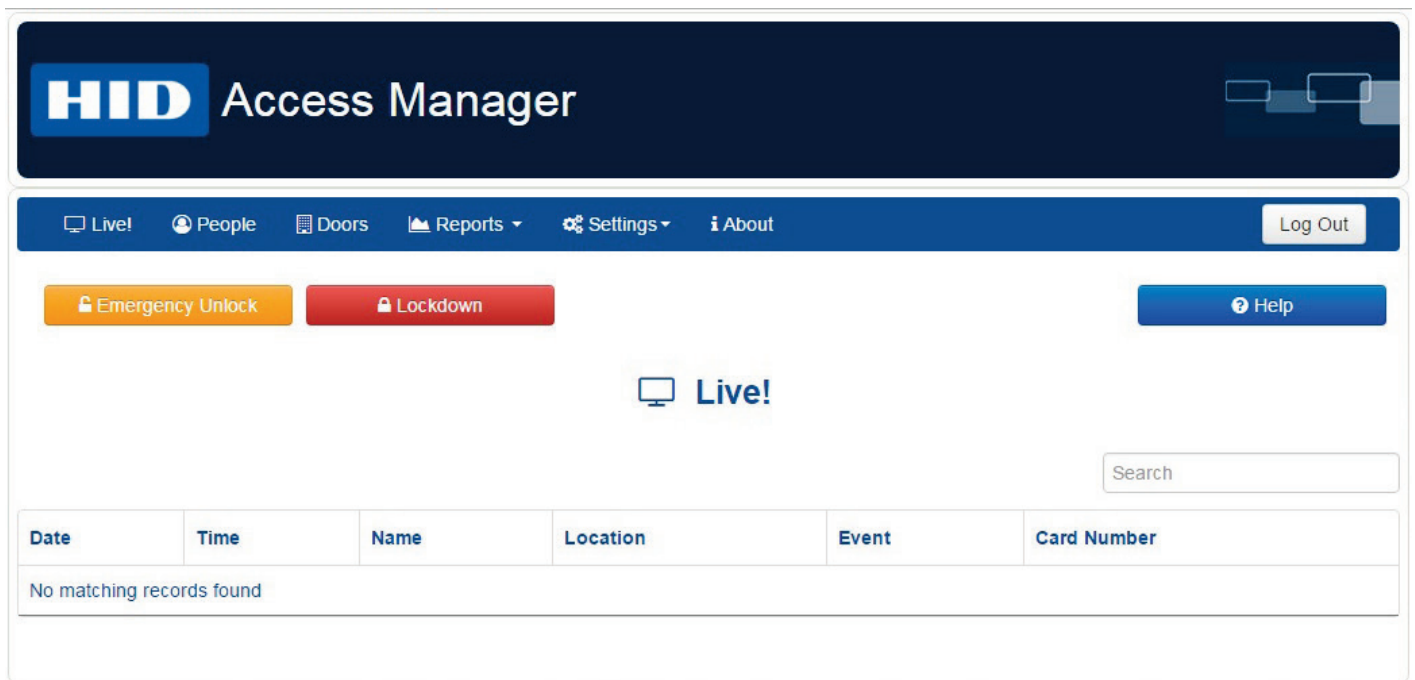 HID Access Manager
Live! People Doors Reports Settings About Log Out
Emergency Unlock Lockdown Help
Live!
Search
Date Time Name Location Event Card Number
No matching records found